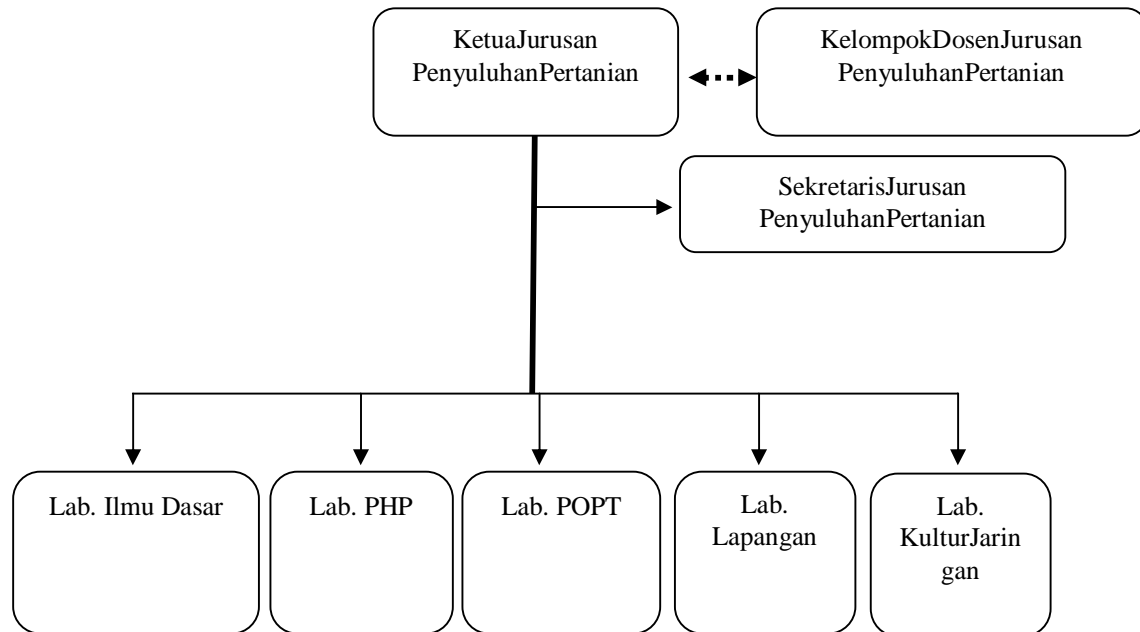 KetuaJurusan
PenyuluhanPertanian
KelompokDosenJurusan
PenyuluhanPertanian
SekretarisJurusan
PenyuluhanPertanian
Lab. Ilmu Dasar
Lab. PHP
Lab. POPT
Lab.
Lapangan
Lab.
KulturJarin
gan